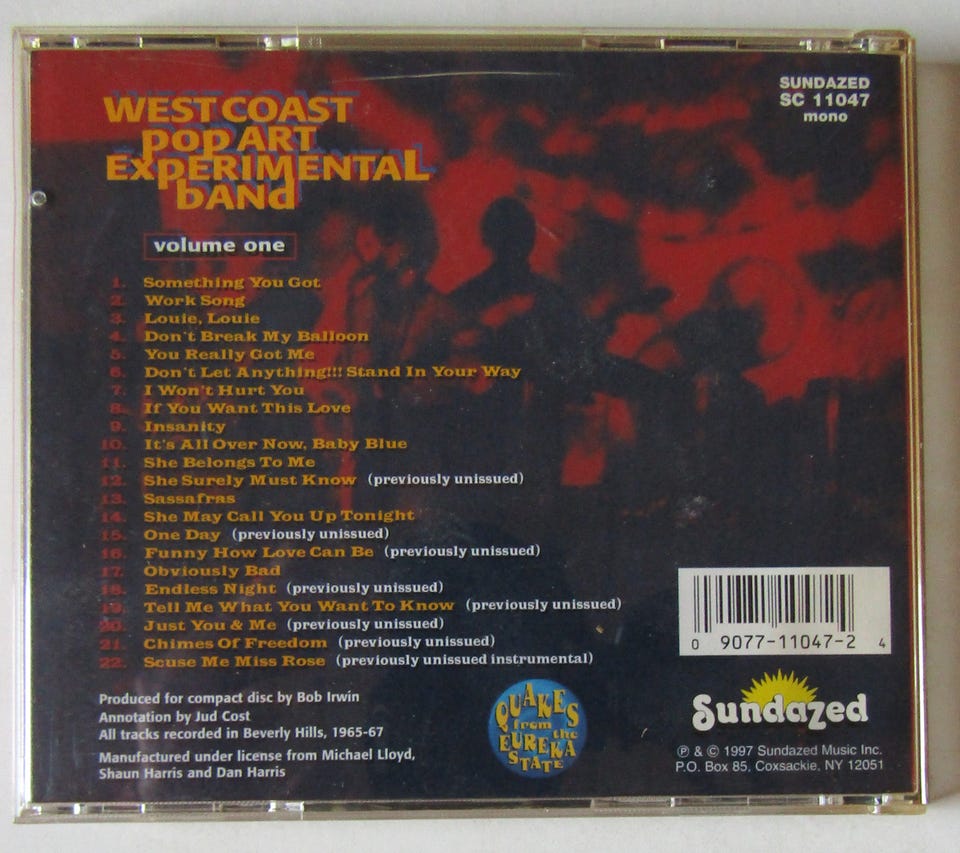 WEST COAST
POP ART
EXPERIMENTAL
BAND
SUNDAZED
SC 11047
mono
volume one
1. Something You Got
2. Work Song
3. Louie, Louie
4. Don't Break My Balloon
5. You Really Got Me
6. Don't Let Anything!!! Stand In Your Way
7. I Won't Hurt You
8. If You Want This Love
9. Insanity
10. It's All Over Now, Baby Blue
11. She Belongs To Me
12. She Surely Must Know (previously unissued)
13. Sassafras
14. She May Call You Up Tonight
15. One Day (previously unissued)
16. Funny How Love Can Be (previously unissued)
17. Obviously Bad
18. Endless Night (previously unissued)
19. Tell Me What You Want To Know (previously unissued)
20. Just You & Me (previously unissued)
21. Chimes Of Freedom (previously unissued)
22. Scuse Me Miss Rose (previously unissued instrumental)
Produced for compact disc by Bob Irwin
Annotation by Jud Cost
All tracks recorded in Beverly Hills, 1965-67
Manufactured under license from Michael Lloyd,
Shaun Harris and Dan Harris
QUAKES
from the
EUREKA
STATE
0 9077-11047-2 4
Sundazed
℗ & © 1997 Sundazed Music Inc.
P.O. Box 85, Coxsackie, NY 12051